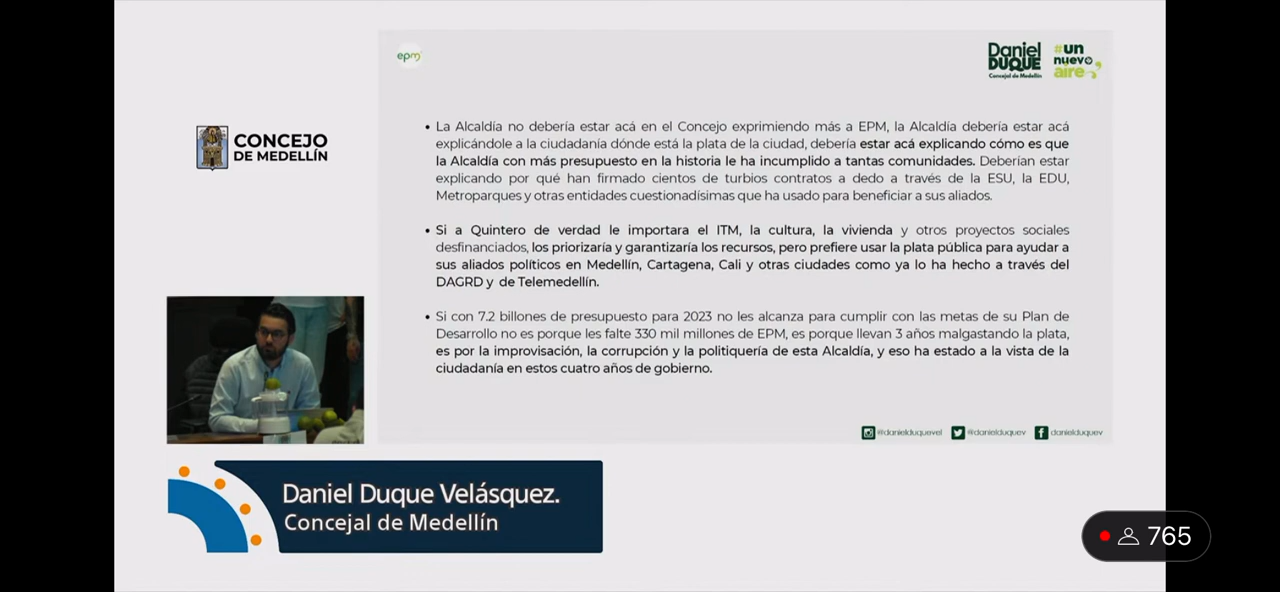 epm
Daniel
DUQUE
Concejal de Medellín
#un
nuevo
aire
CONCEJO
DE MEDELLÍN
• La Alcaldía no debería estar acá en el Concejo exprimiendo más a EPM, la Alcaldía debería estar acá
explicándole a la ciudadanía dónde está la plata de la ciudad, debería estar acá explicando cómo es que
la Alcaldía con más presupuesto en la historia le ha incumplido a tantas comunidades. Deberían estar
explicando por qué han firmado cientos de turbios contratos a dedo a través de la ESU, la EDU,
Metroparques y otras entidades cuestionadísimas que ha usado para beneficiar a sus aliados.
• Si a Quintero de verdad le importara el ITM, la cultura, la vivienda y otros proyectos sociales
desfinanciados, los priorizaría y garantizaría los recursos, pero prefiere usar la plata pública para ayudar a
sus aliados políticos en Medellín, Cartagena, Cali y otras ciudades como ya lo ha hecho a través del
DAGRD y de Telemedellín.
• Si con 7.2 billones de presupuesto para 2023 no les alcanza para cumplir con las metas de su Plan de
Desarrollo no es porque les falte 330 mil millones de EPM, es porque llevan 3 años malgastando la plata,
es por la improvisación, la corrupción y la politiquería de esta Alcaldía, y eso ha estado a la vista de la
ciudadanía en estos cuatro años de gobierno.
@danielduquevel @danielduquev danielduquev
Daniel Duque Velásquez.
Concejal de Medellín
765